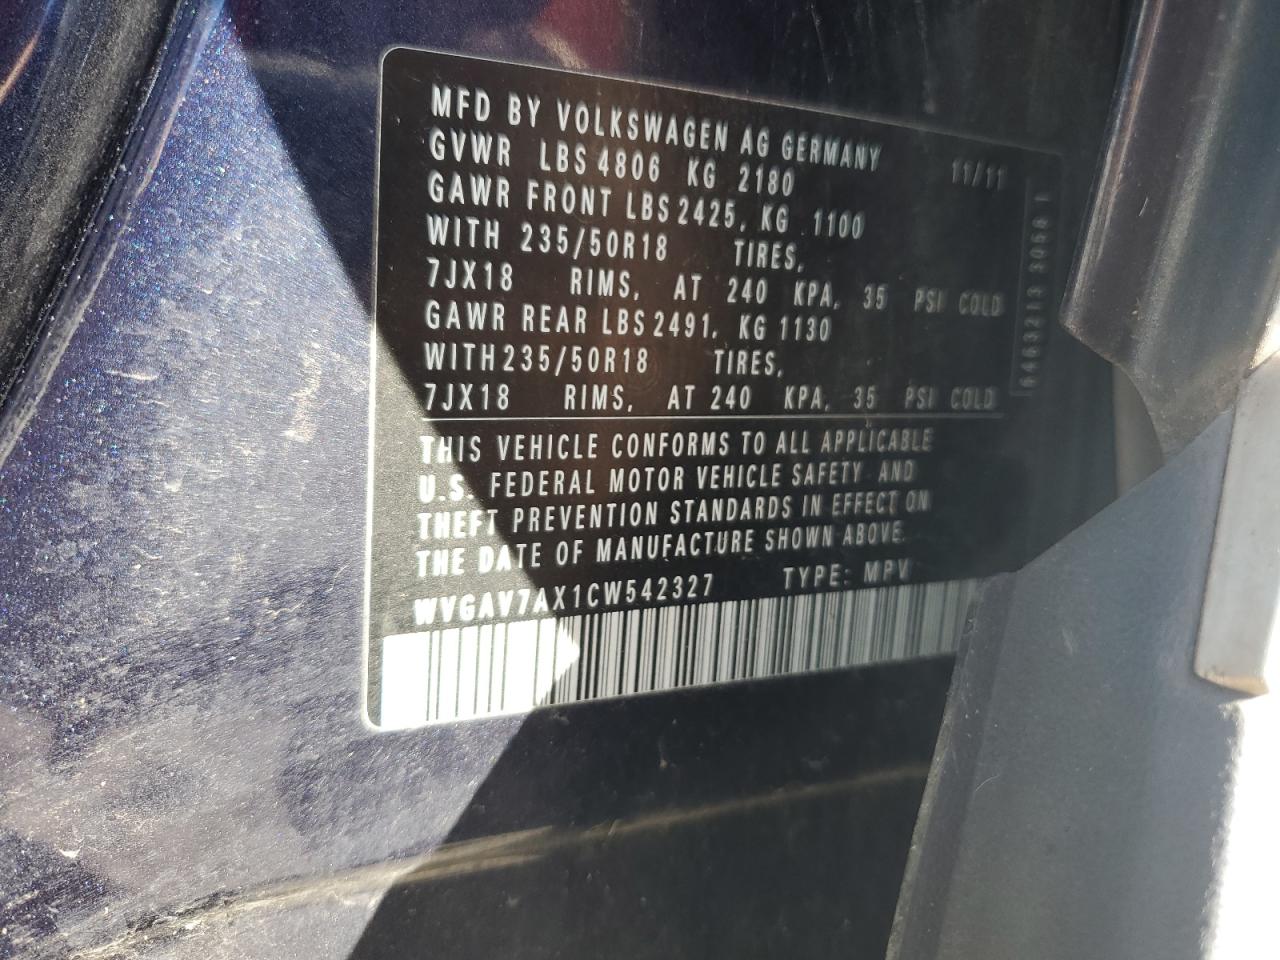 MFD BY VOLKSWAGEN AG GERMANY 11/11
GVWR LBS 4806 KG 2180
GAWR FRONT LBS 2425, KG 1100
WITH 235/50R18 TIRES,
7JX18 RIMS, AT 240 KPA, 35 PSI COLD
GAWR REAR LBS 2491, KG 1130
WITH 235/50R18 TIRES,
7JX18 RIMS, AT 240 KPA, 35 PSI COLD
THIS VEHICLE CONFORMS TO ALL APPLICABLE
U.S. FEDERAL MOTOR VEHICLE SAFETY AND
THEFT PREVENTION STANDARDS IN EFFECT ON
THE DATE OF MANUFACTURE SHOWN ABOVE.
WVGAV7AX1CW542327 TYPE: MPV